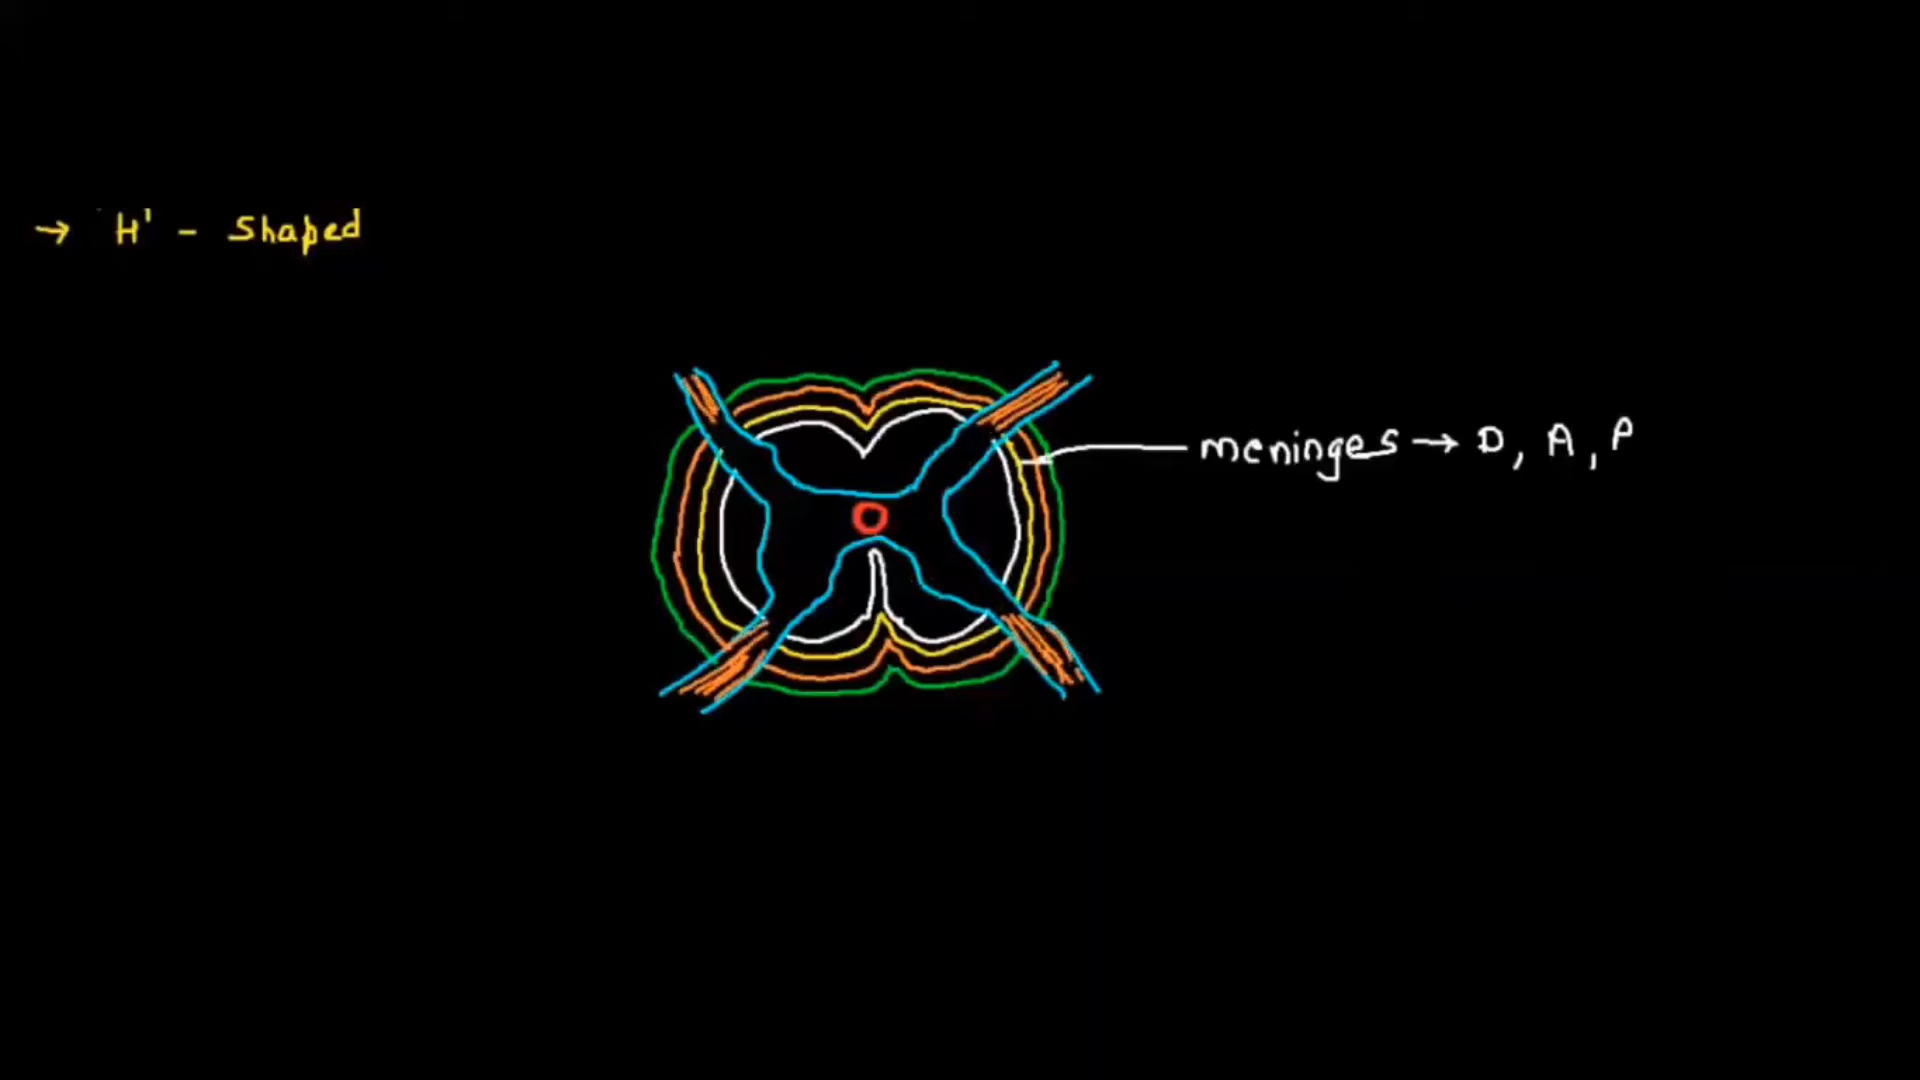 → 'H' - Shaped
meninges → D, A, P